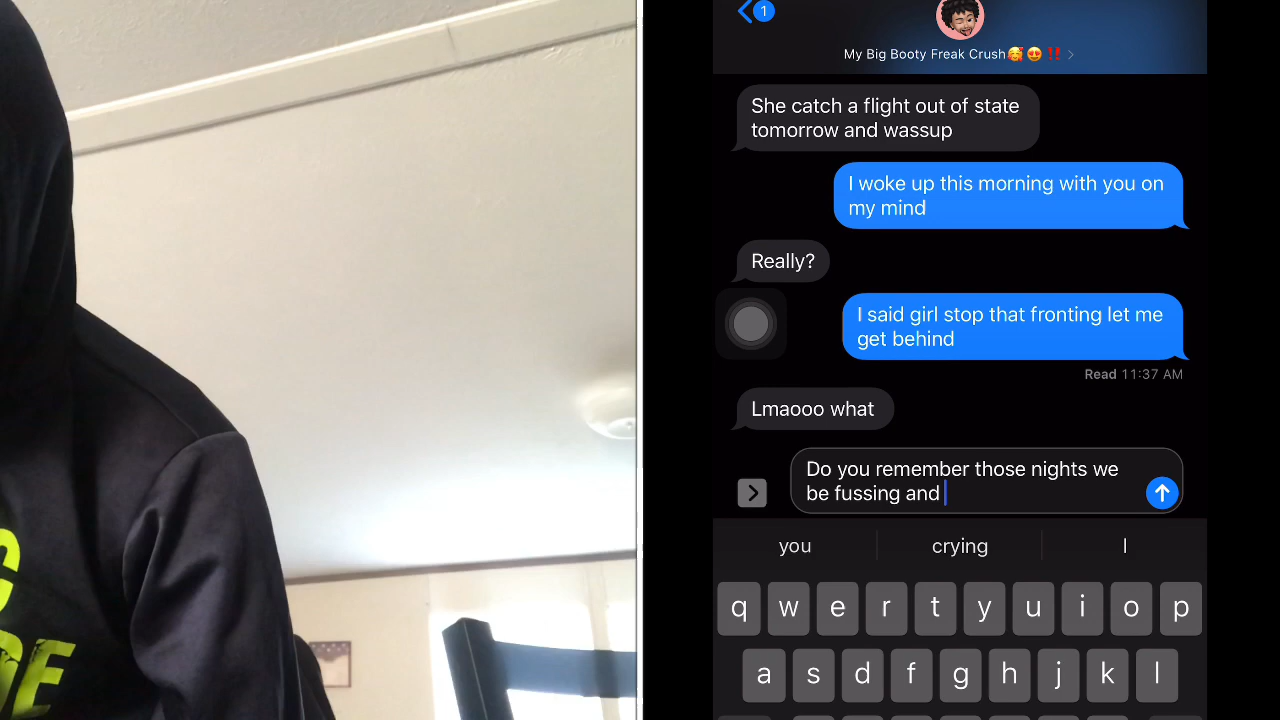 1
My Big Booty Freak Crush🥰😍‼️ >
She catch a flight out of state
tomorrow and wassup
I woke up this morning with you on
my mind
Really?
I said girl stop that fronting let me
get behind
Read 11:37 AM
Lmaooo what
Do you remember those nights we
be fussing and
you crying I
q w e r t y u i o p
a s d f g h j k l